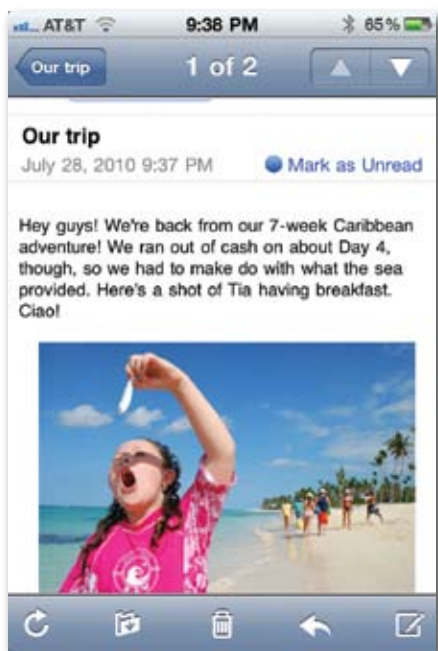 AT&T 9:38 PM 65%
Our trip 1 of 2
Our trip
July 28, 2010 9:37 PM Mark as Unread
Hey guys! We're back from our 7-week Caribbean
adventure! We ran out of cash on about Day 4,
though, so we had to make do with what the sea
provided. Here's a shot of Tia having breakfast.
Ciao!